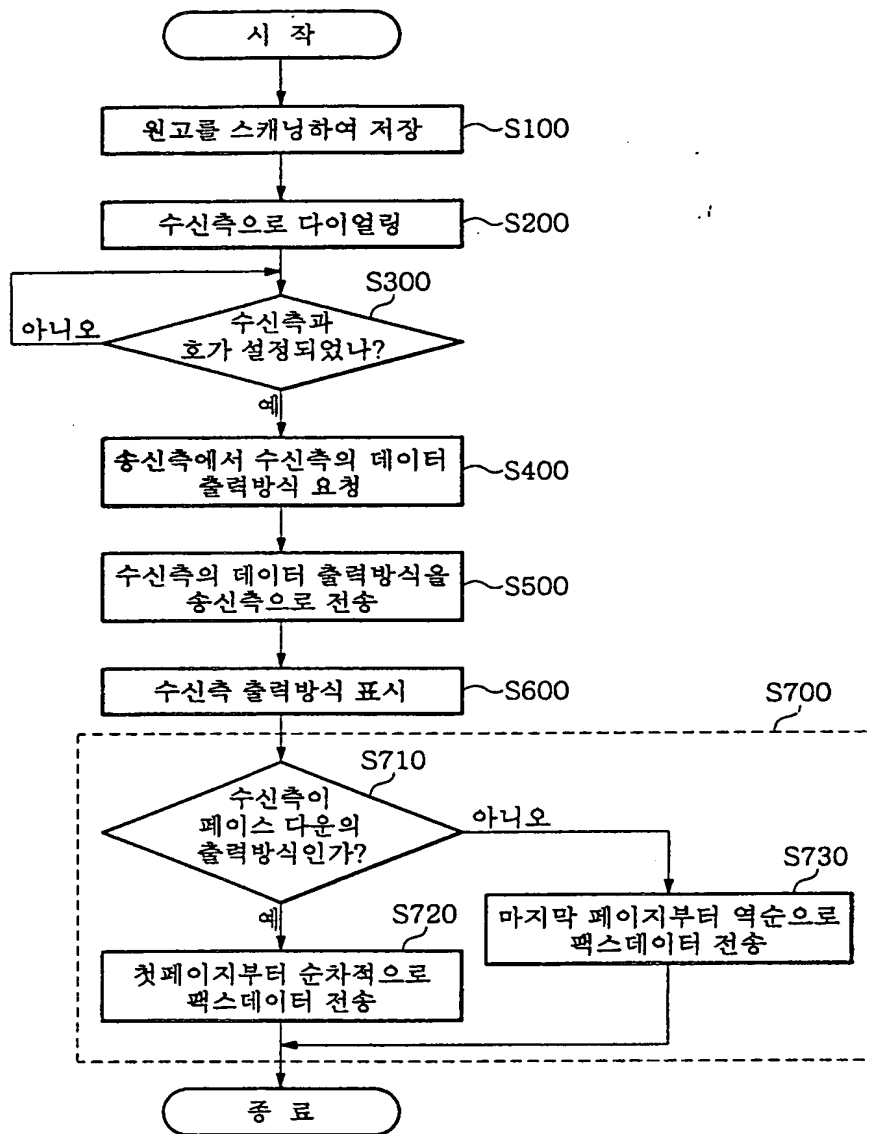 시 작
원고를 스캐닝하여 저장
S100
수신측으로 다이얼링
S200
S300
수신측과
호가 설정되었나?
아니오
예
송신측에서 수신측의 데이터
출력방식 요청
S400
수신측의 데이터 출력방식을
송신측으로 전송
S500
수신측 출력방식 표시
S600
S700
S710
수신측이
페이스 다운의
출력방식인가?
아니오
예
S720
첫페이지부터 순차적으로
팩스데이터 전송
S730
마지막 페이지부터 역순으로
팩스데이터 전송
종 료